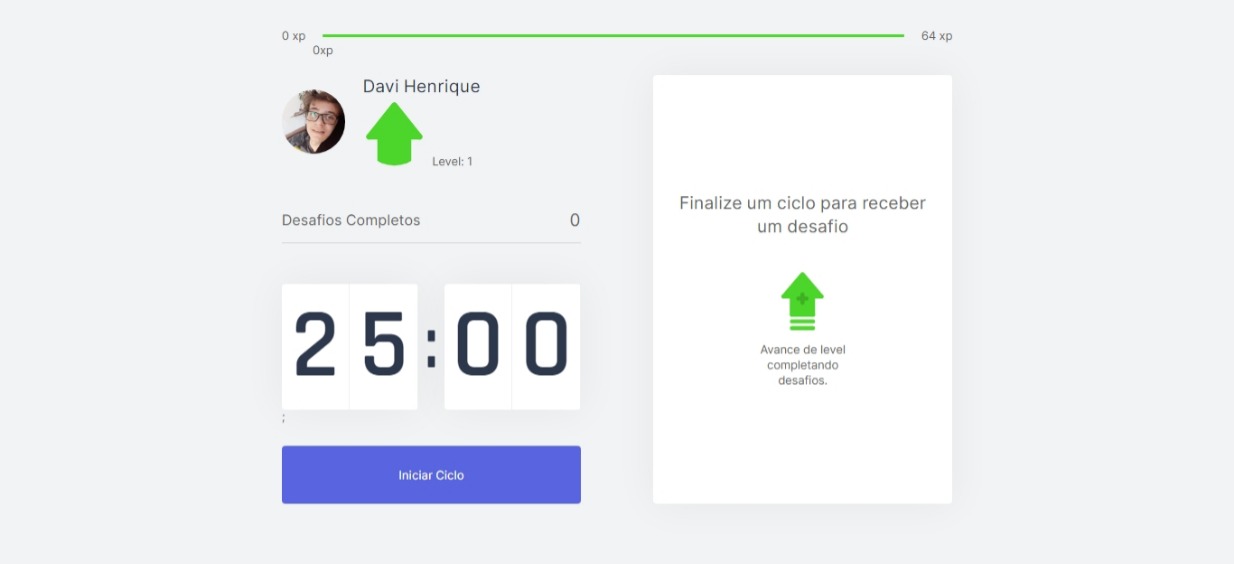 0 xp
64 xp
0xp
Davi Henrique
Level: 1
Desafios Completos
0
25:00
;
Iniciar Ciclo
Finalize um ciclo para receber
um desafio
Avance de level
completando
desafios.